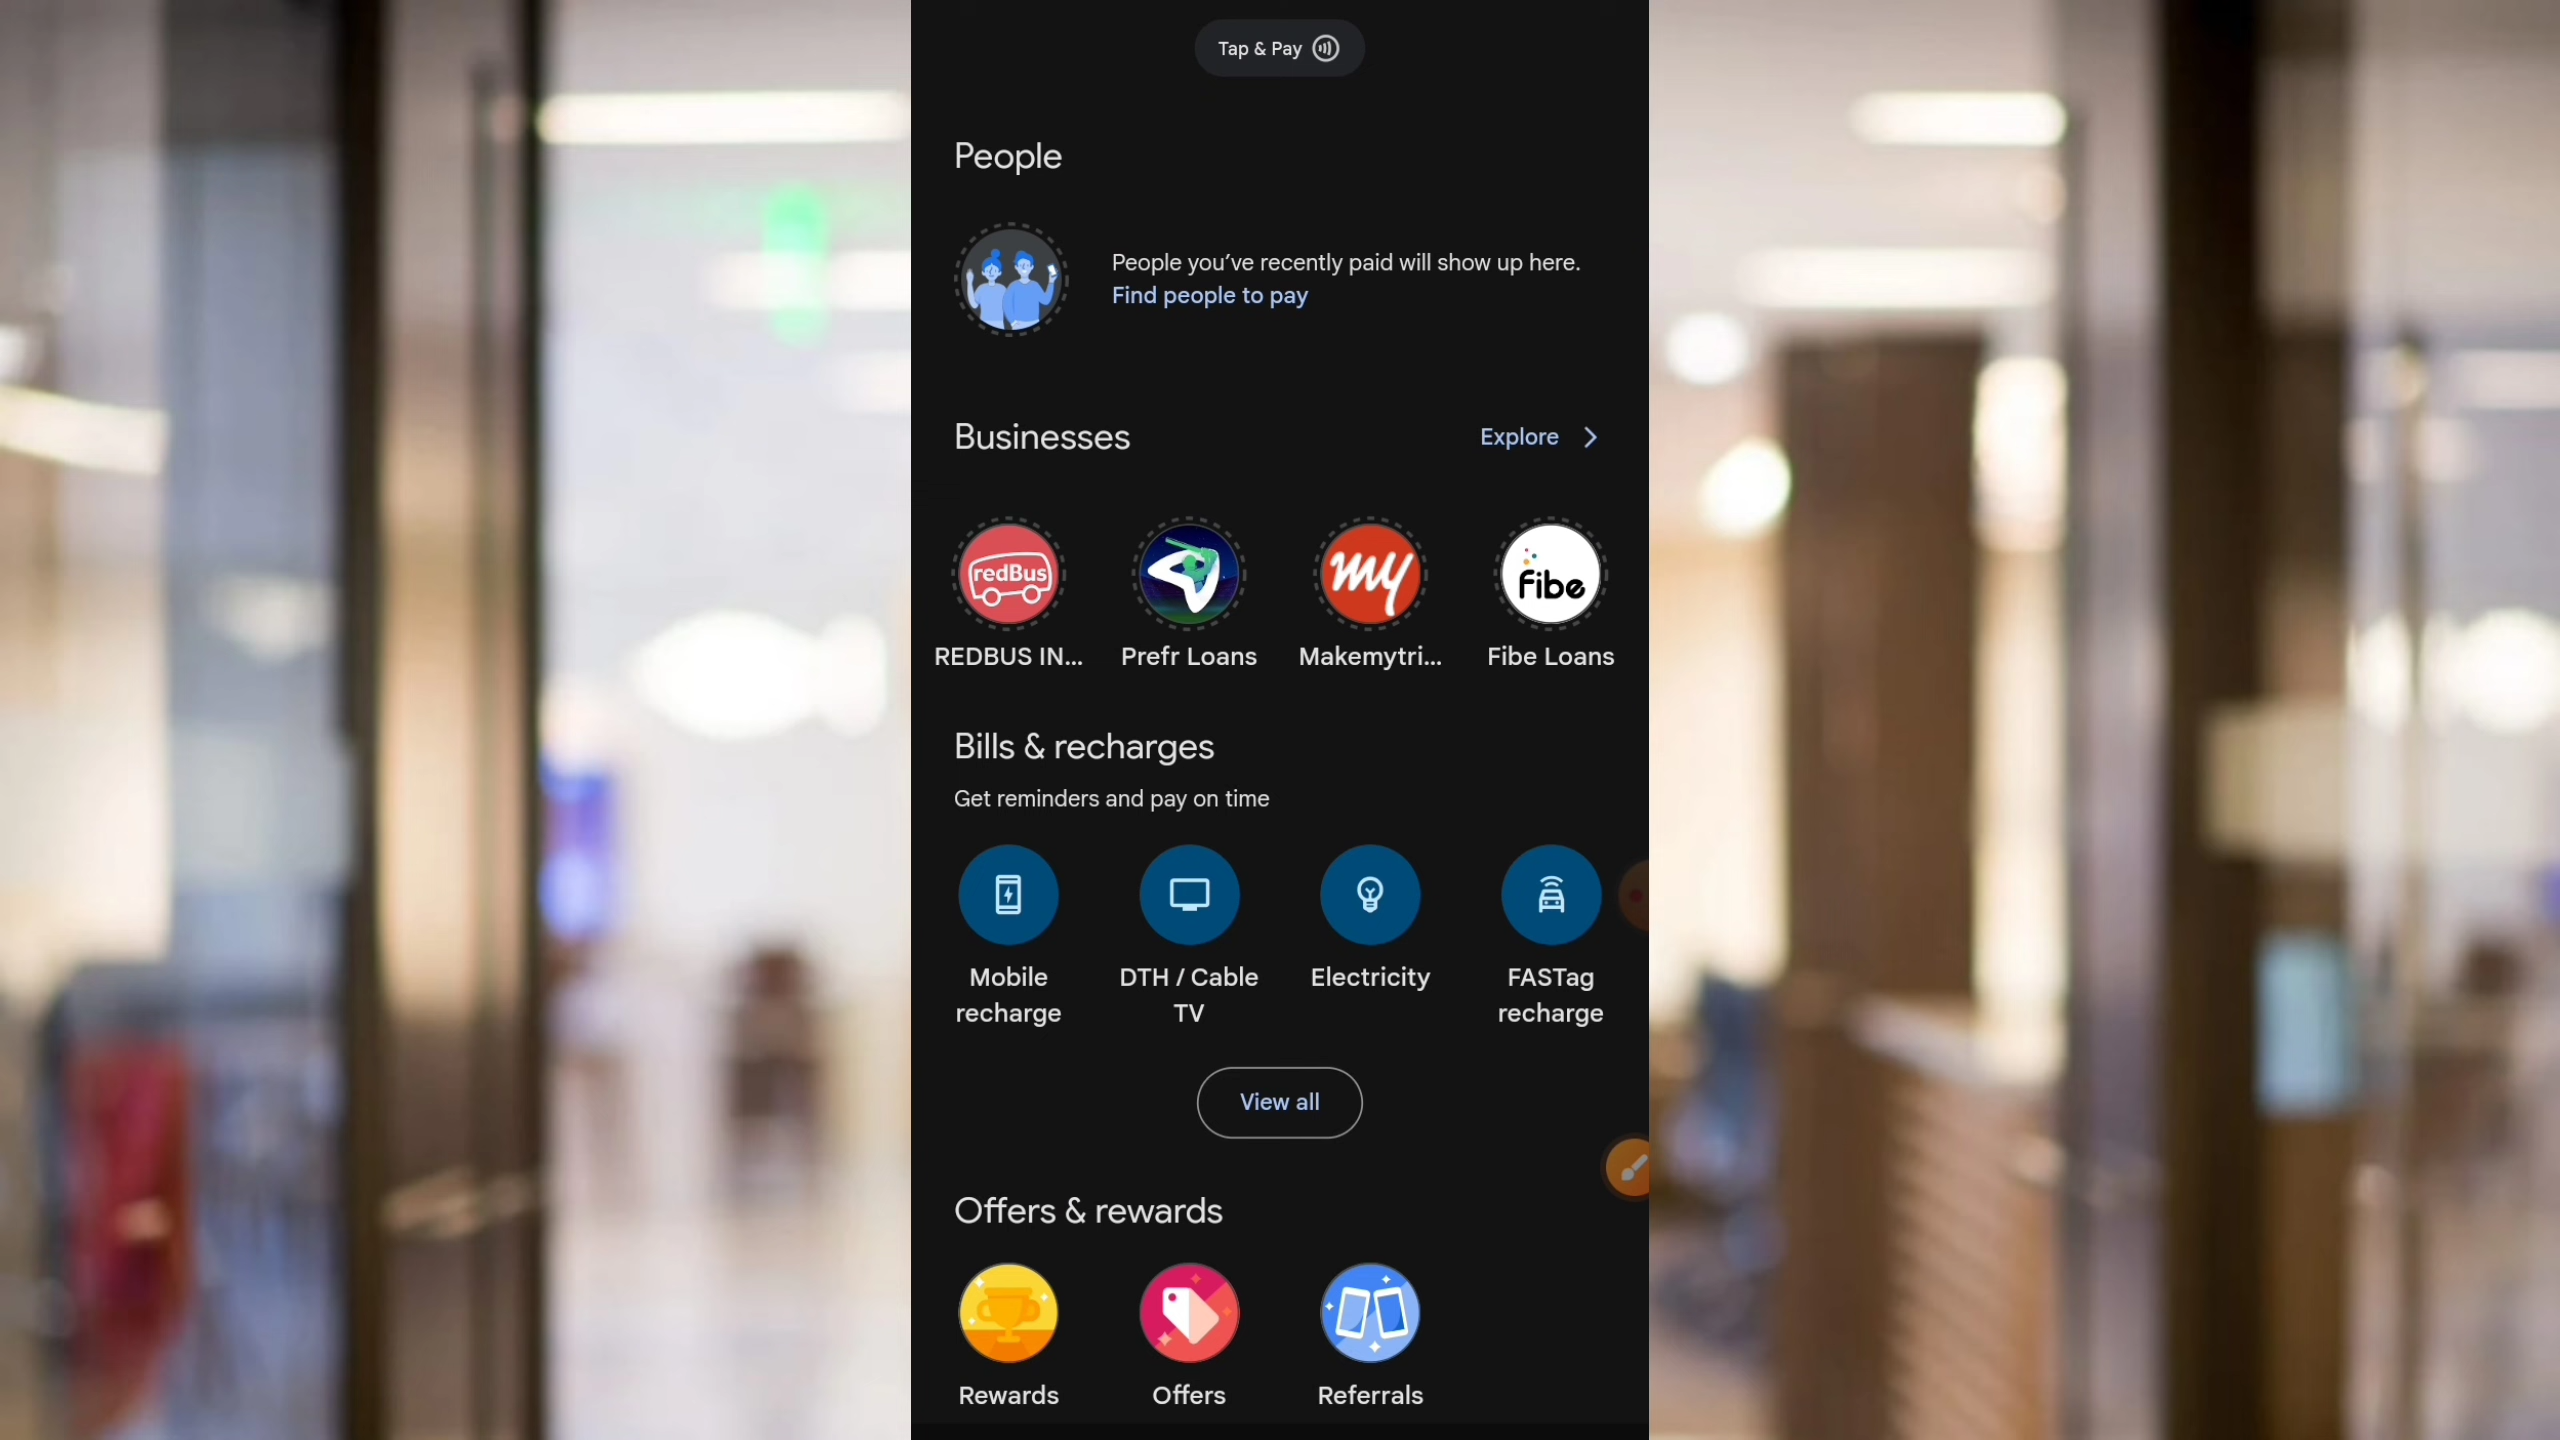 Tap & Pay
People
People you’ve recently paid will show up here.
Find people to pay
Businesses
Explore
redBus
my
fibe
REDBUS IN...
Prefr Loans
Makemytri...
Fibe Loans
Bills & recharges
Get reminders and pay on time
Mobile recharge
DTH / Cable TV
Electricity
FASTag recharge
View all
Offers & rewards
Rewards
Offers
Referrals